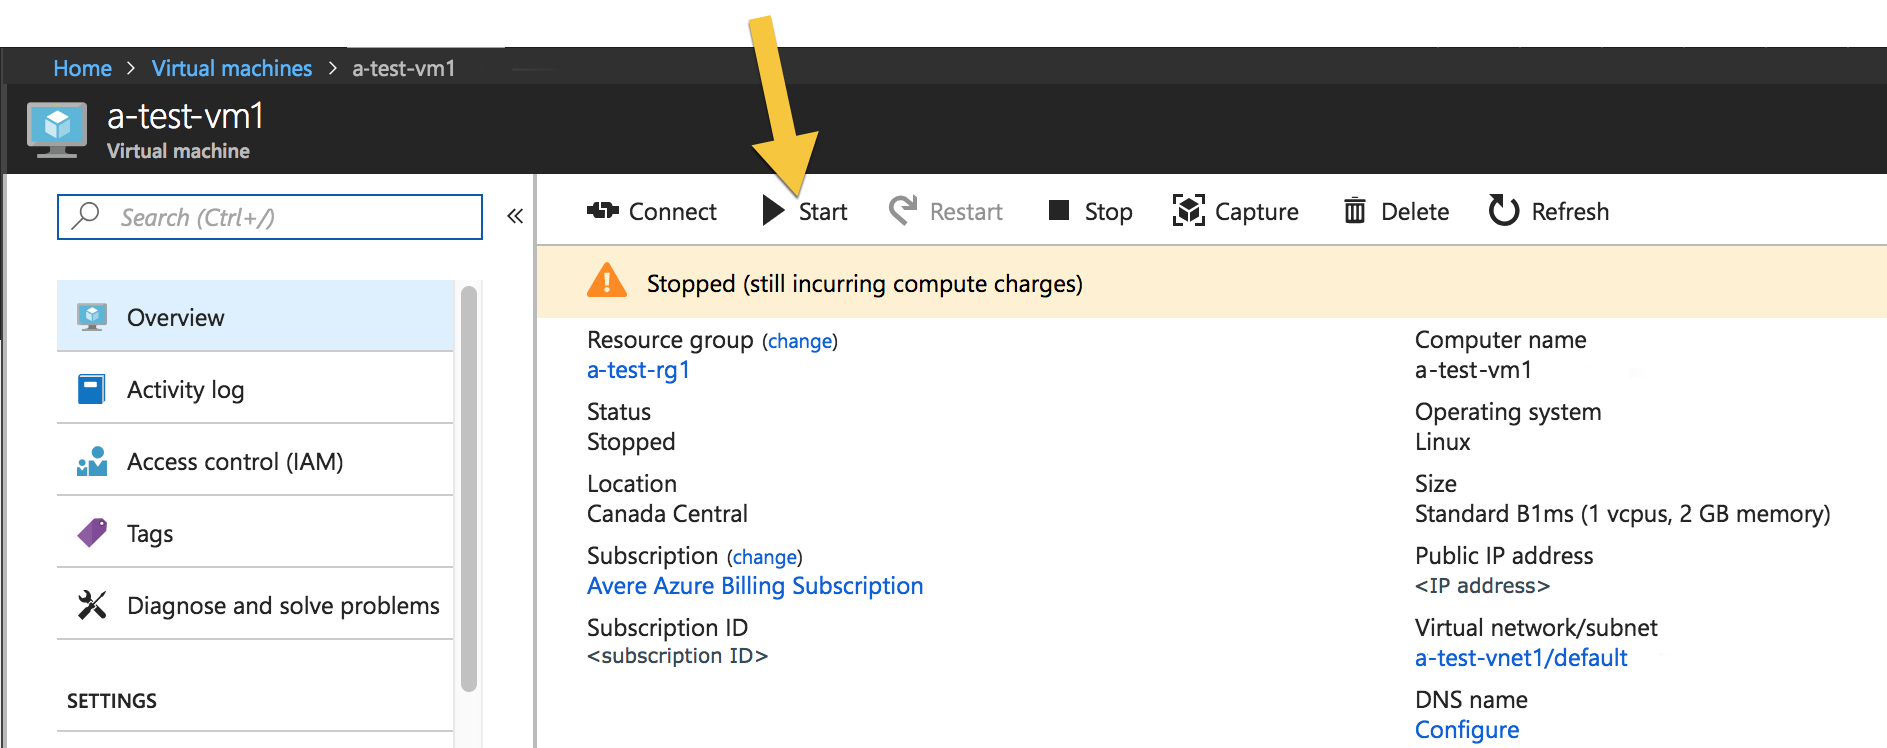 Home > Virtual machines > a-test-vm1
a-test-vm1
Virtual machine
Search (Ctrl+/)
«
Overview
Activity log
Access control (IAM)
Tags
Diagnose and solve problems
SETTINGS
Connect Start Restart Stop Capture Delete Refresh
Stopped (still incurring compute charges)
Resource group (change)
a-test-rg1
Status
Stopped
Location
Canada Central
Subscription (change)
Avere Azure Billing Subscription
Subscription ID
<subscription ID>
Computer name
a-test-vm1
Operating system
Linux
Size
Standard B1ms (1 vcpus, 2 GB memory)
Public IP address
<IP address>
Virtual network/subnet
a-test-vnet1/default
DNS name
Configure